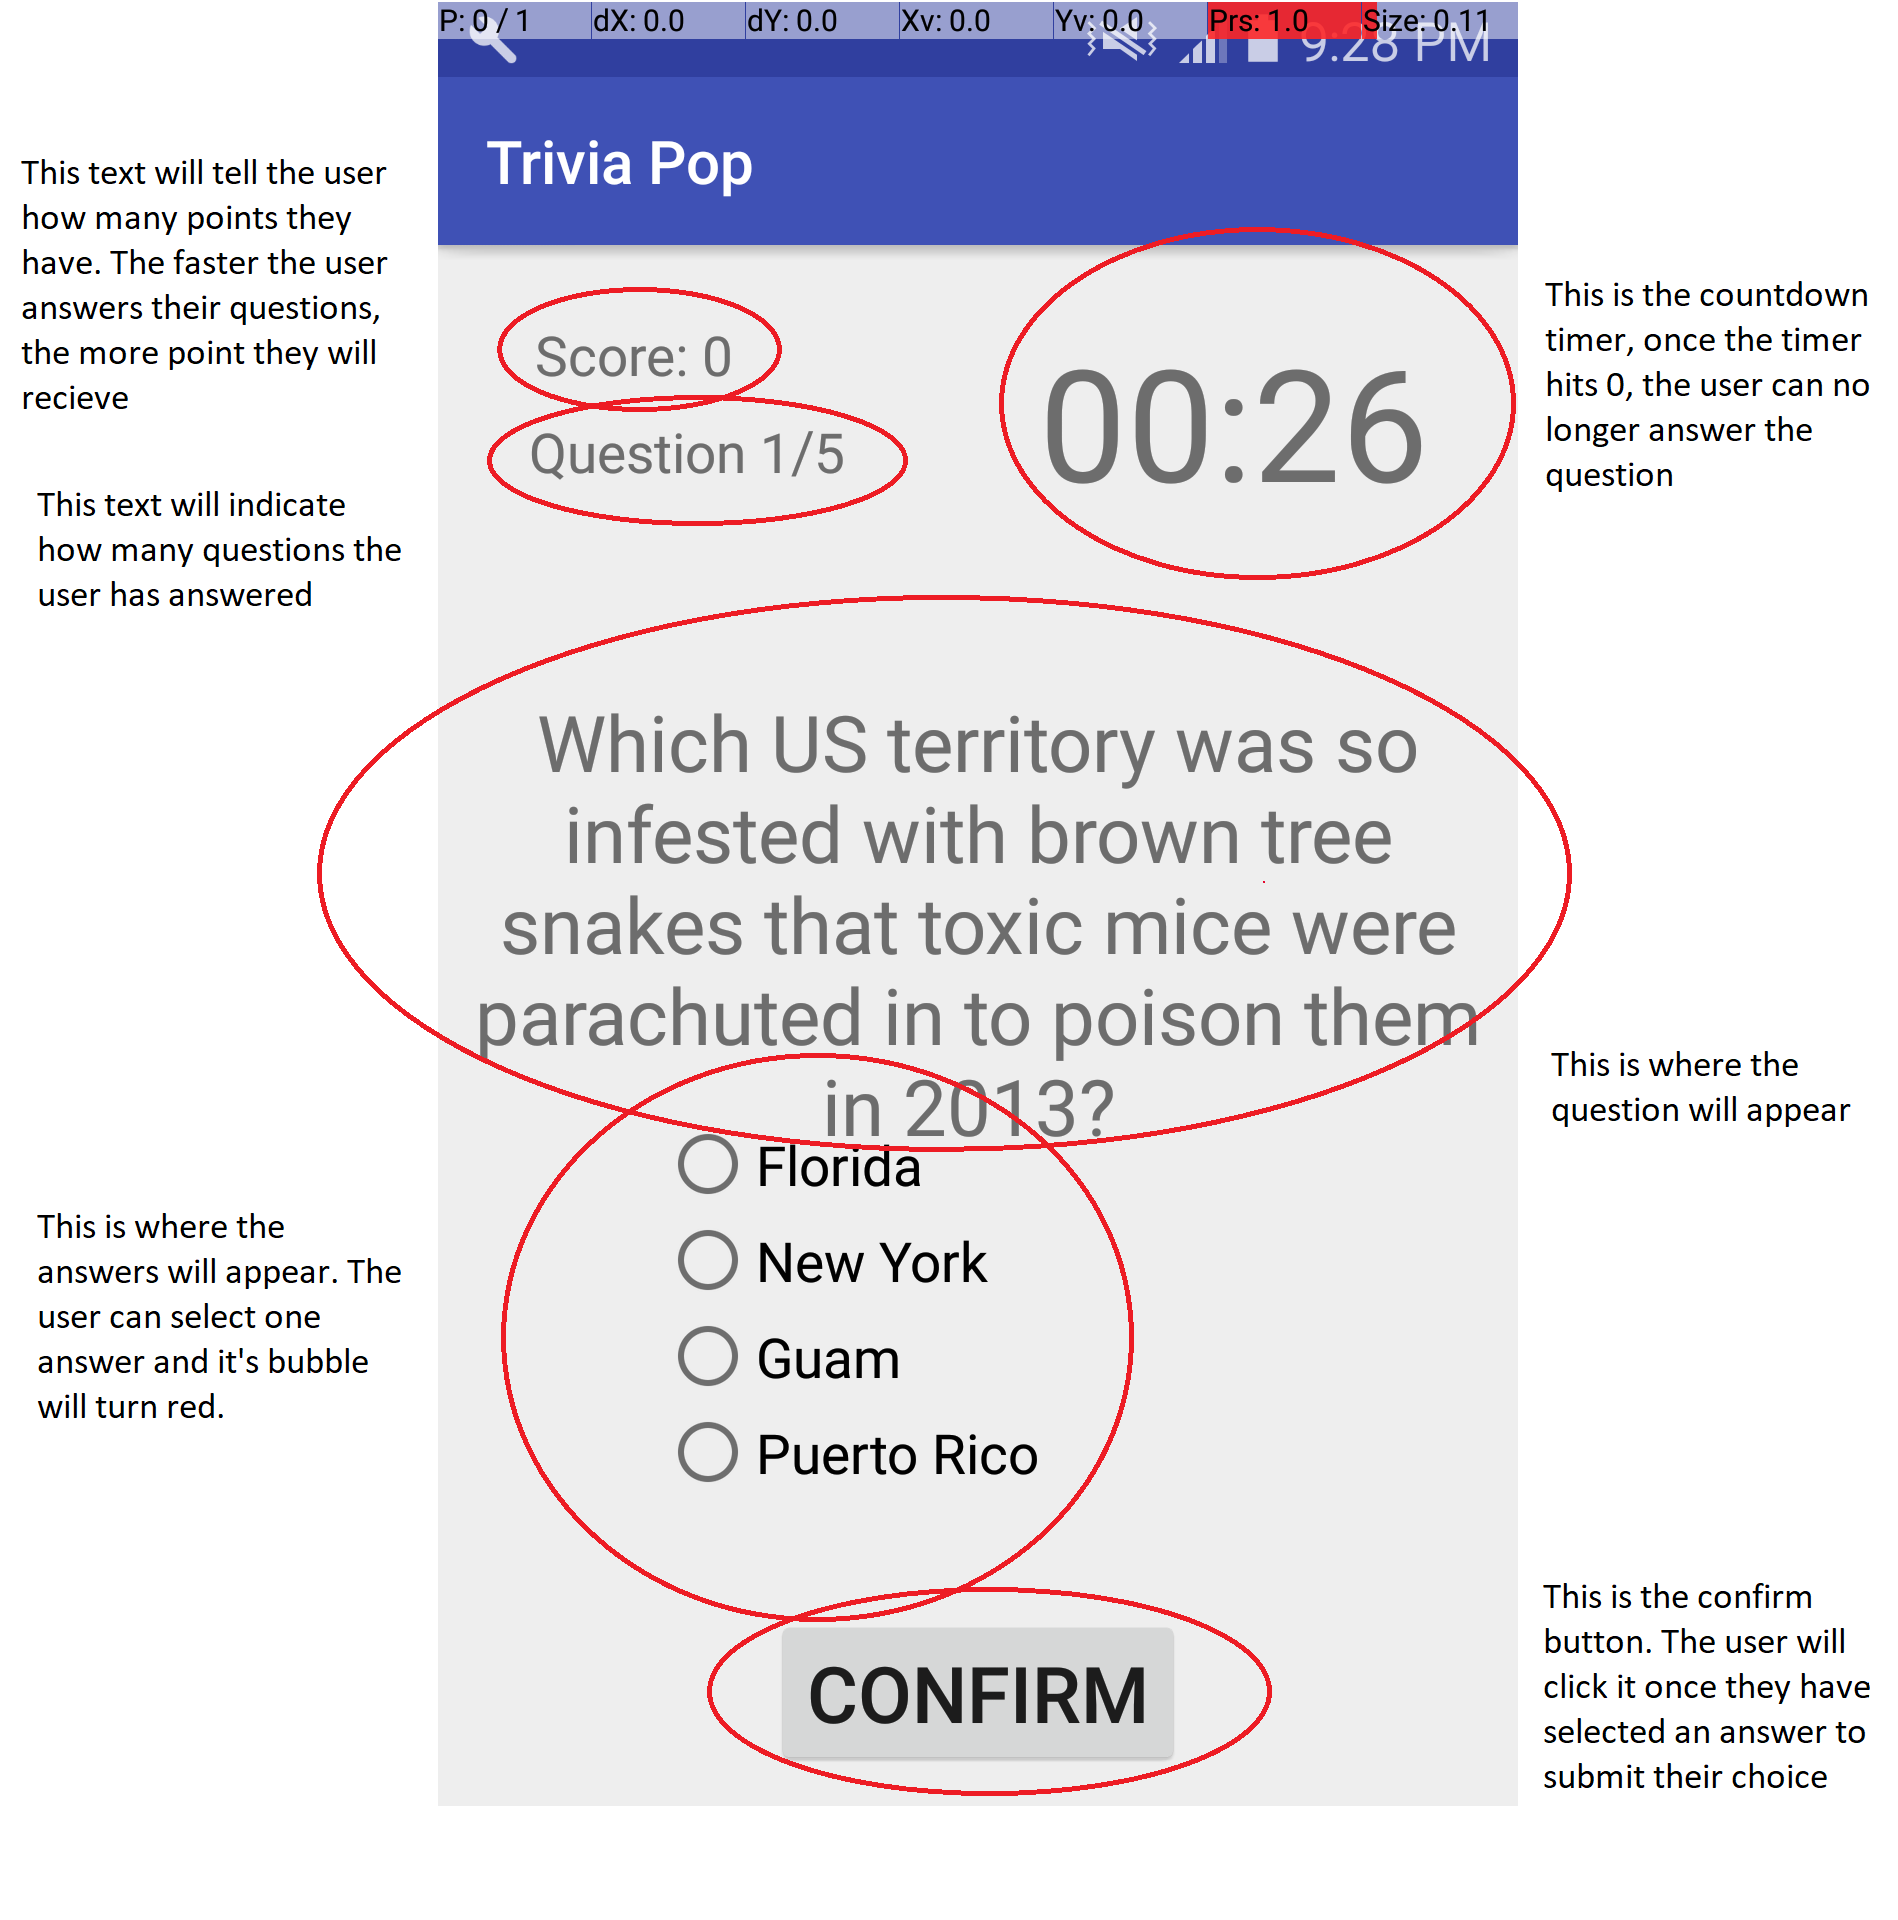 P: 0 / 1 dX: 0.0 dY: 0.0 Xv: 0.0 Yv: 0.0 Prs: 1.0 Size: 0.11
9:28 PM
Trivia Pop
This text will tell the user
how many points they
have. The faster the user
answers their questions,
the more point they will
recieve
Score: 0
00:26
This is the countdown
timer, once the timer
hits 0, the user can no
longer answer the
question
Question 1/5
This text will indicate
how many questions the
user has answered
Which US territory was so
infested with brown tree
snakes that toxic mice were
parachuted in to poison them
in 2013?
This is where the
question will appear
This is where the
answers will appear. The
user can select one
answer and it's bubble
will turn red.
Florida
New York
Guam
Puerto Rico
CONFIRM
This is the confirm
button. The user will
click it once they have
selected an answer to
submit their choice